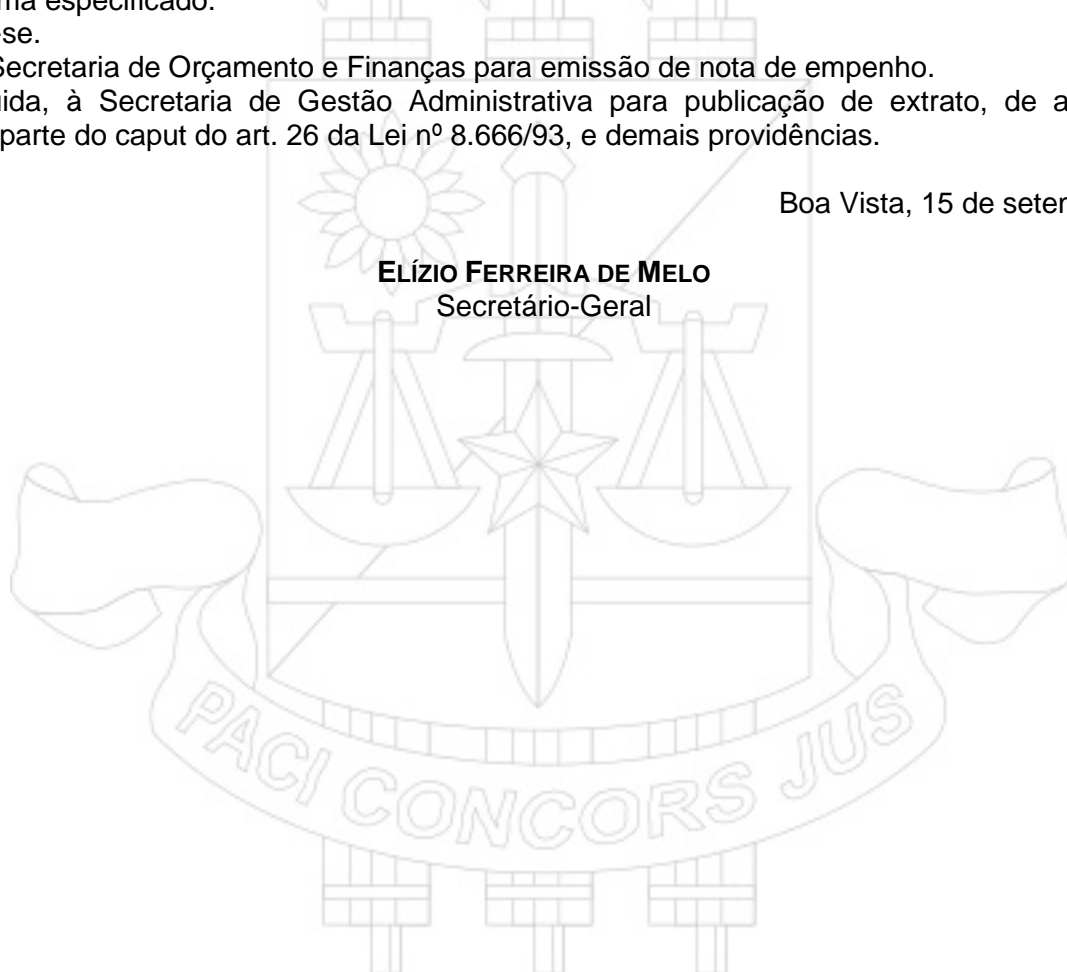 ma especificado.
-se.
Secretaria de Orçamento e Finanças para emissão de nota de empenho.
ida, à Secretaria de Gestão Administrativa para publicação de extrato, de a
parte do caput do art. 26 da Lei nº 8.666/93, e demais providências.
Boa Vista, 15 de seter
ELÍZIO FERREIRA DE MELO
Secretário-Geral
PACI CONCORS JUS